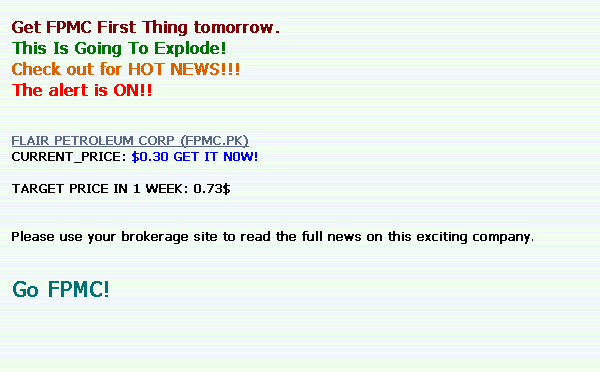 Get FPMC First Thing tomorrow.
This Is Going To Explode!
Check out for HOT NEWS!!!
The alert is ON!!
FLAIR PETROLEUM CORP (FPMC.PK)
CURRENT_PRICE: $0.30 GET IT N0W!
TARGET PRICE IN 1 WEEK: 0.73$
Please use your brokerage site to read the full news on this exciting company.
Go FPMC!